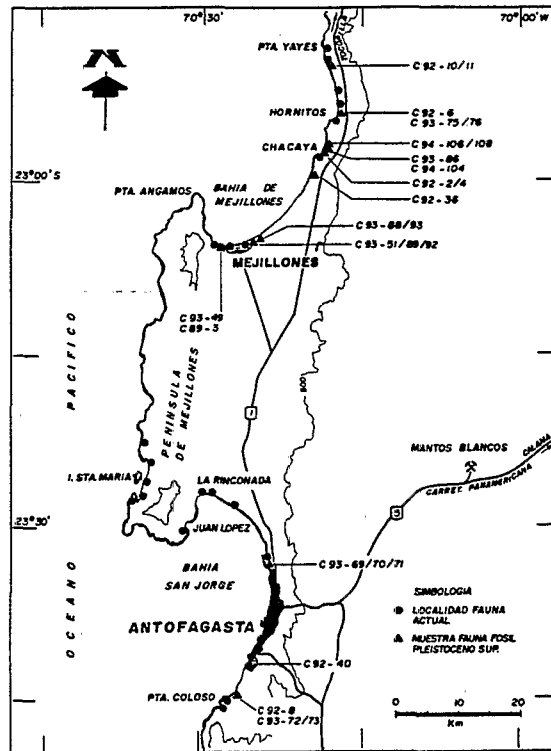 70°30'
70°00' W
PTA. YAYES
TOCOPILLA
C 92-10/11
HORNITOS
C 92-6
C 93-75/76
C 94-106/108
CHACAYA
C 93-86
C 94-104
23°00' S
C 92-2/4
C 92-36
PTA. ANGAMOS
BAHIA DE
MEJILLONES
C 93-88/93
C 93-51/89/92
MEJILLONES
C 93-49
C 89-3
PACIFICO
PENINSULA
DE MEJILLONES
500
1
MANTOS BLANCOS
CALAMA
CARRET. PANAMERICANA
I. STA. MARIA
LA RINCONADA
5
23°30'
JUAN LOPEZ
C 93-69/70/71
BAHIA
SAN JORGE
OCEANO
SIMBOLOGIA
LOCALIDAD FAUNA
ACTUAL
ANTOFAGASTA
MUESTRA FAUNA FOSIL
PLEISTOCENO SUP.
C 92-40
PTA. COLOSO
C 92-8
C 93-72/73
0 10 20
Km